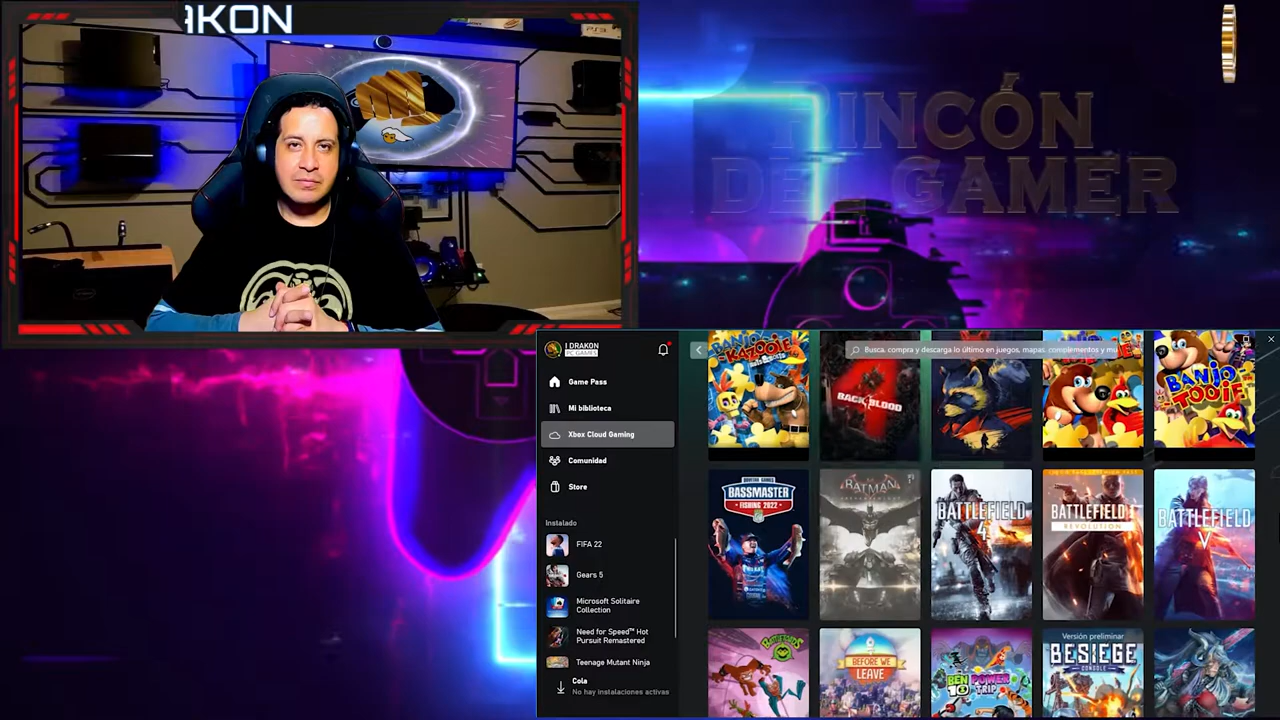 AKON
PS3
RINCÓN
DEL GAMER
I DRAKON
PC GAMES
Busca, compra y descarga lo último en juegos, mapas, complementos y mu
Game Pass
Mi biblioteca
Xbox Cloud Gaming
Comunidad
Store
Instalado
FIFA 22
Gears 5
Microsoft Solitaire
Collection
Need for Speed™ Hot
Pursuit Remastered
Teenage Mutant Ninja
Cola
No hay instalaciones activas
BANJO
KAZOOIE
BACK 4 BLOOD
BANJO
TOOIE
BASSMASTER
FISHING 2022
BATMAN
BATTLEFIELD
4
BATTLEFIELD 1
REVOLUTION
BATTLEFIELD
V
BATTLETOADS
BEFORE WE
LEAVE
BEN 10
POWER
TRIP
Versión preliminar
BESIEGE
CONSOLE